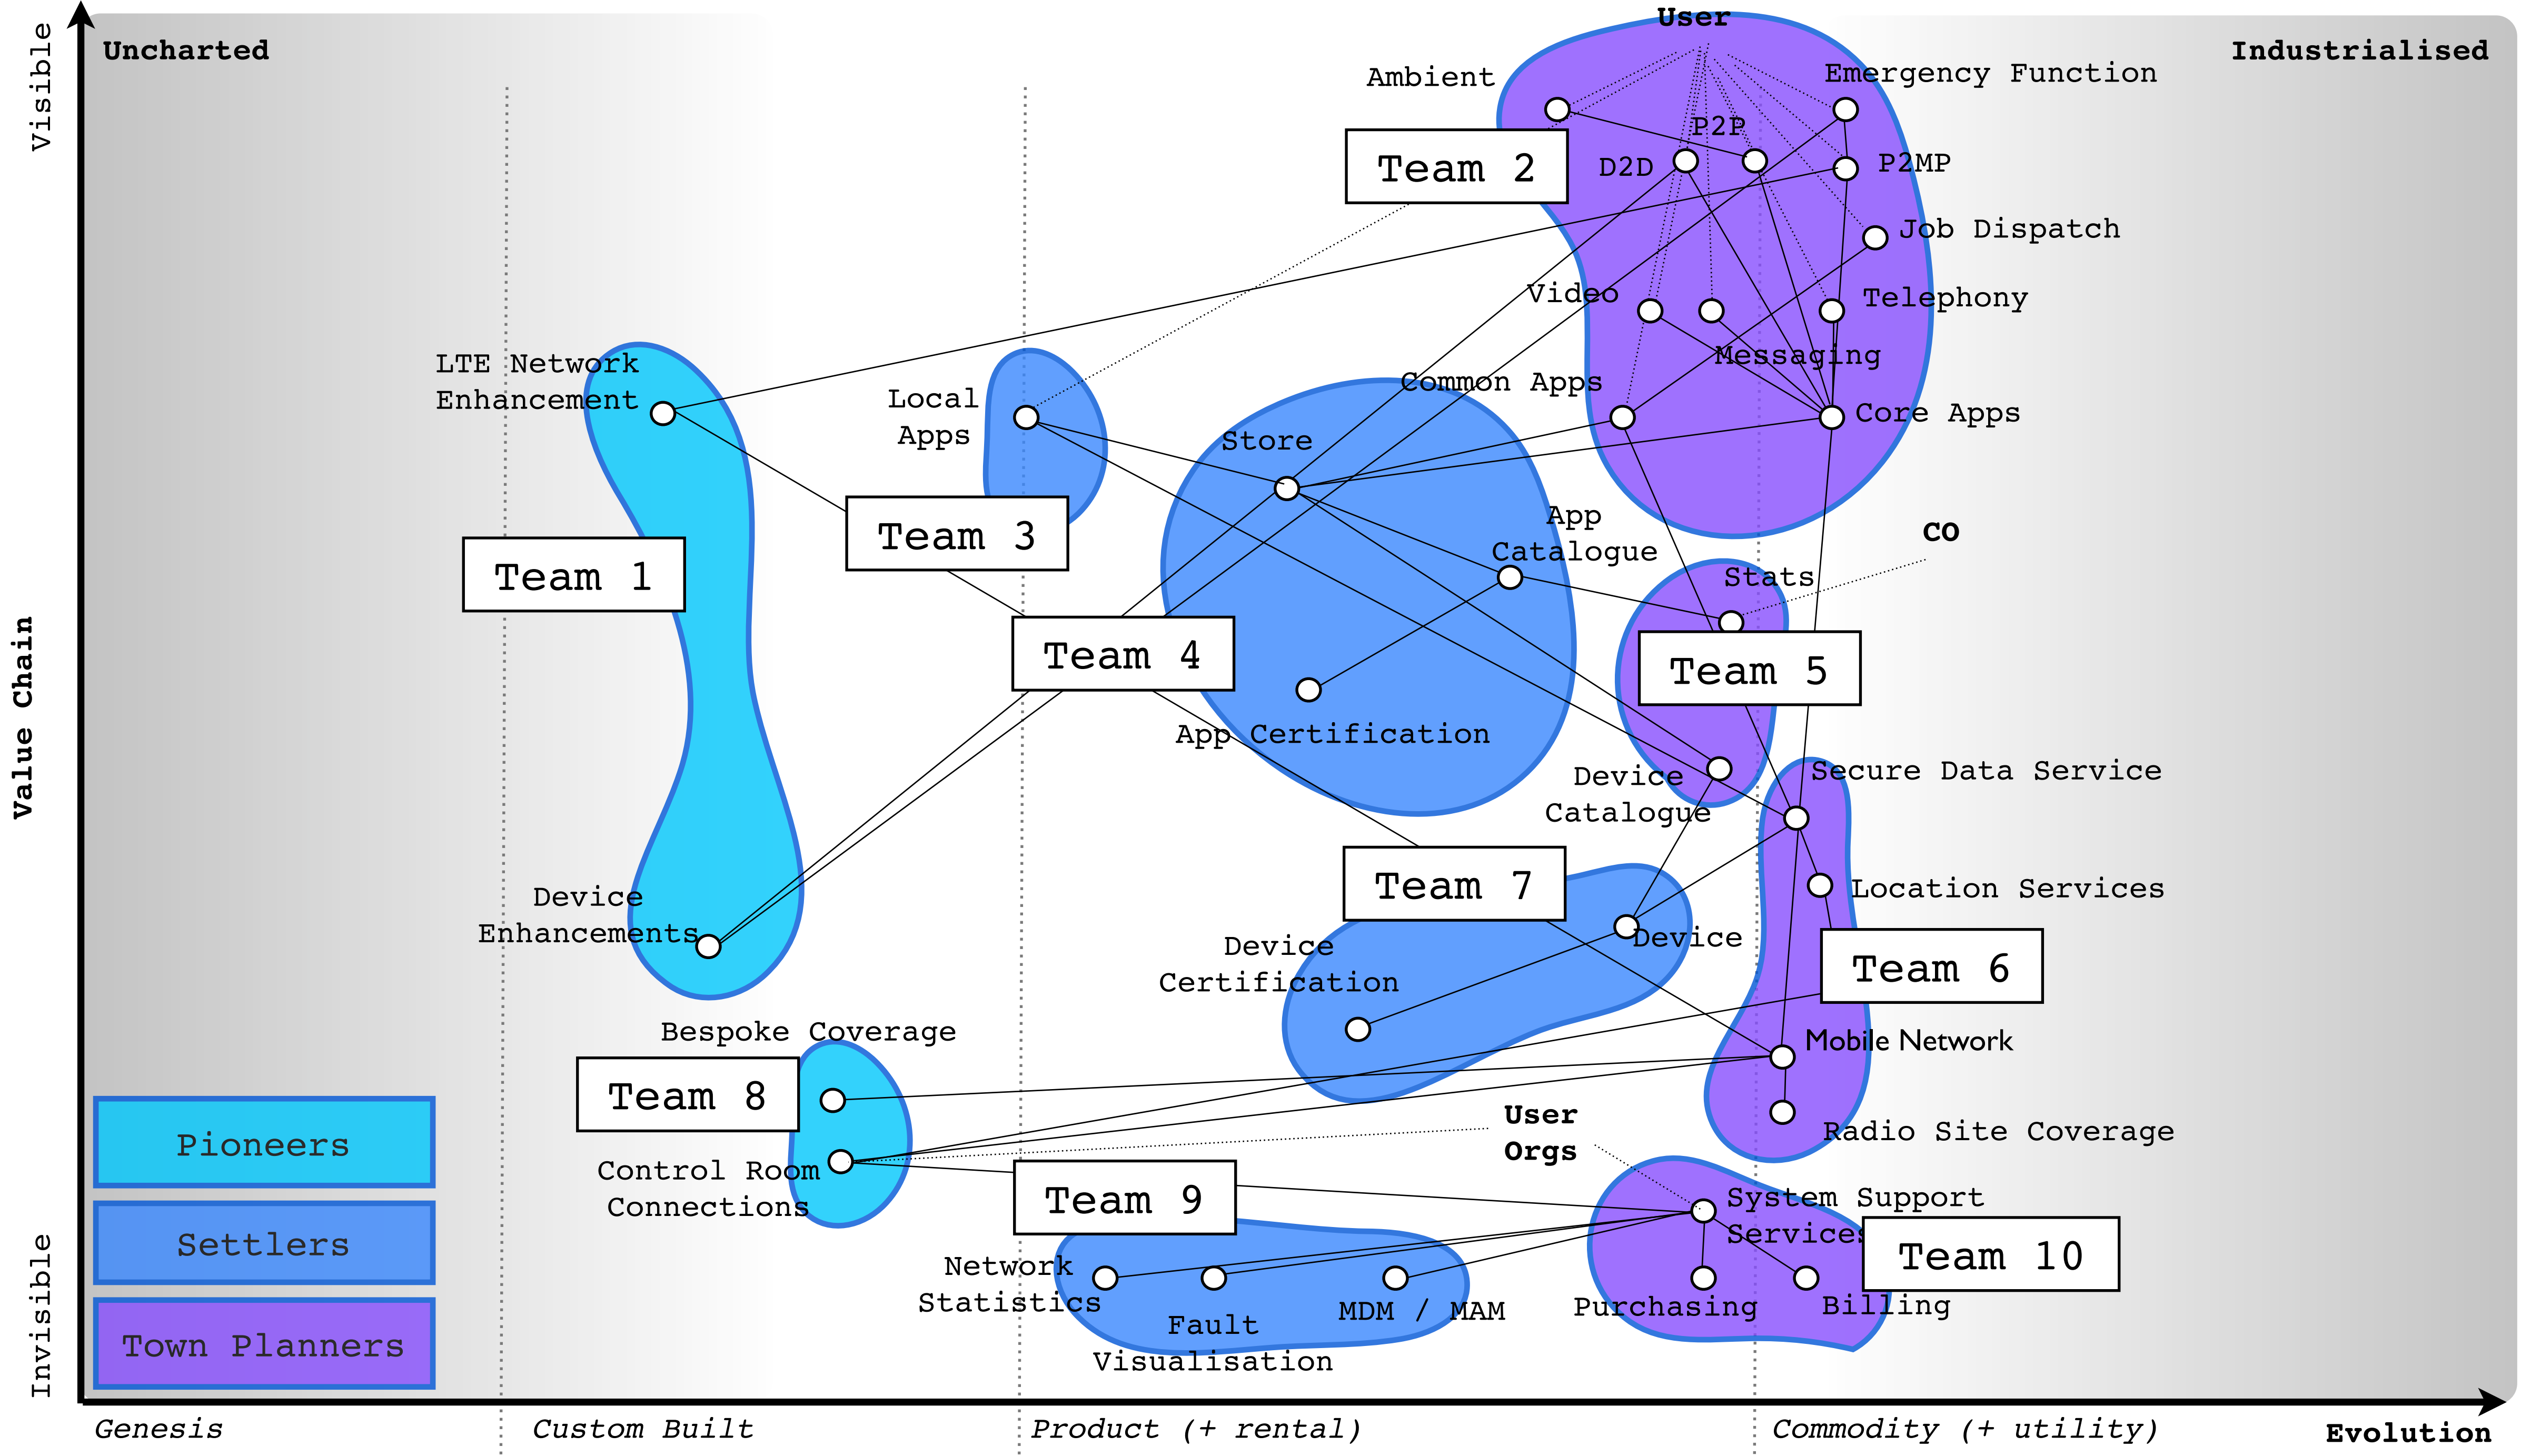 User
Uncharted
Industrialised
Visible
Ambient
Emergency Function
P2P
Team 2
D2D
P2MP
Job Dispatch
Video
Telephony
Messaging
LTE Network
Enhancement
Local
Apps
Common Apps
Core Apps
Store
App
Catalogue
CO
Team 3
Team 1
Stats
Team 4
Team 5
Value Chain
App Certification
Device
Catalogue
Secure Data Service
Team 7
Location Services
Device
Enhancements
Device
Device
Certification
Team 6
Bespoke Coverage
Mobile Network
Team 8
User
Orgs
Radio Site Coverage
Pioneers
Control Room
Connections
Team 9
System Support
Services
Settlers
Team 10
Network
Statistics
Fault
Visualisation
MDM / MAM
Purchasing
Billing
Invisible
Town Planners
Genesis
Custom Built
Product (+ rental)
Commodity (+ utility)
Evolution